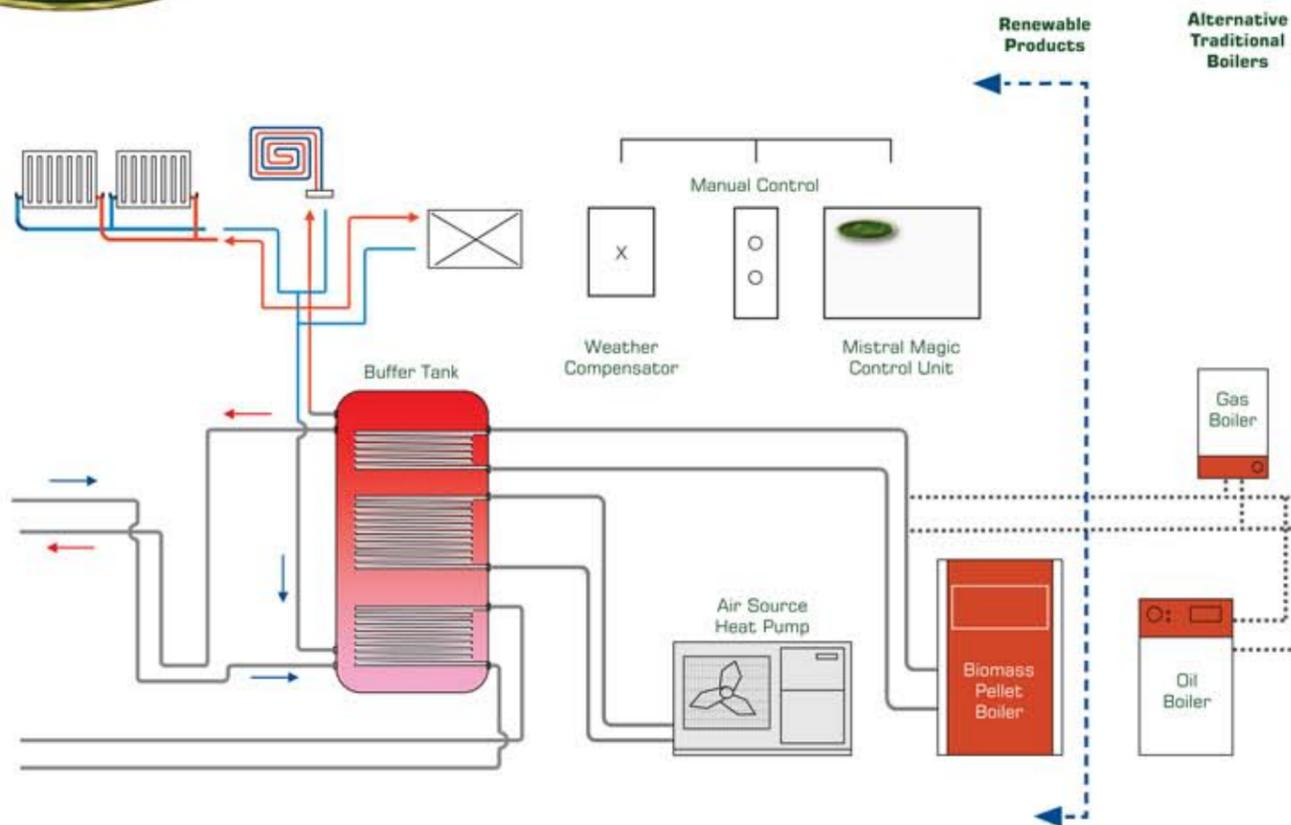 Renewable
Products
Alternative
Traditional
Boilers
Manual Control
X
Weather
Compensator
Mistral Magic
Control Unit
Buffer Tank
Gas
Boiler
Air Source
Heat Pump
Biomass
Pellet
Boiler
Oil
Boiler